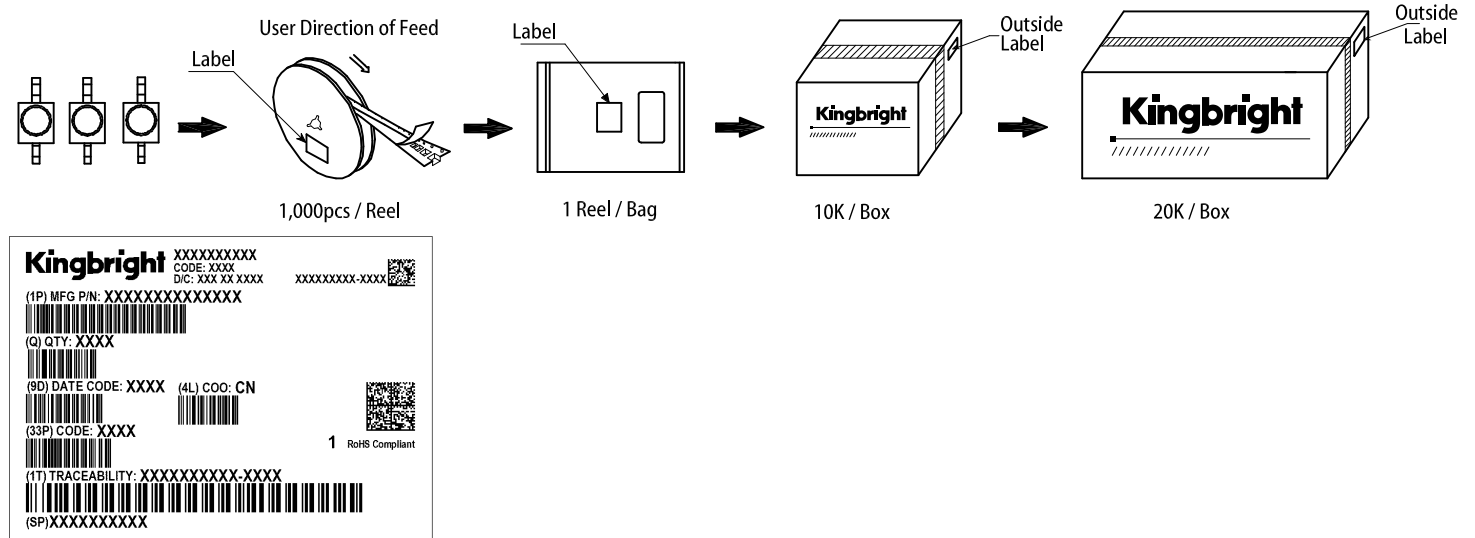 User Direction of Feed
Label
Label
Outside
Label
Outside
Label
Kingbright
Kingbright
1,000pcs / Reel
1 Reel / Bag
10K / Box
20K / Box
Kingbright
XXXXXXXXXX
CODE: XXXX
D/C: XXX XX XXXX
XXXXXXXXX-XXXX
(1P) MFG P/N: XXXXXXXXXXXXXX
(Q) QTY: XXXX
(9D) DATE CODE: XXXX
(4L) COO: CN
(33P) CODE: XXXX
1 RoHS Compliant
(1T) TRACEABILITY: XXXXXXXXXX-XXXX
(SP)XXXXXXXXXX